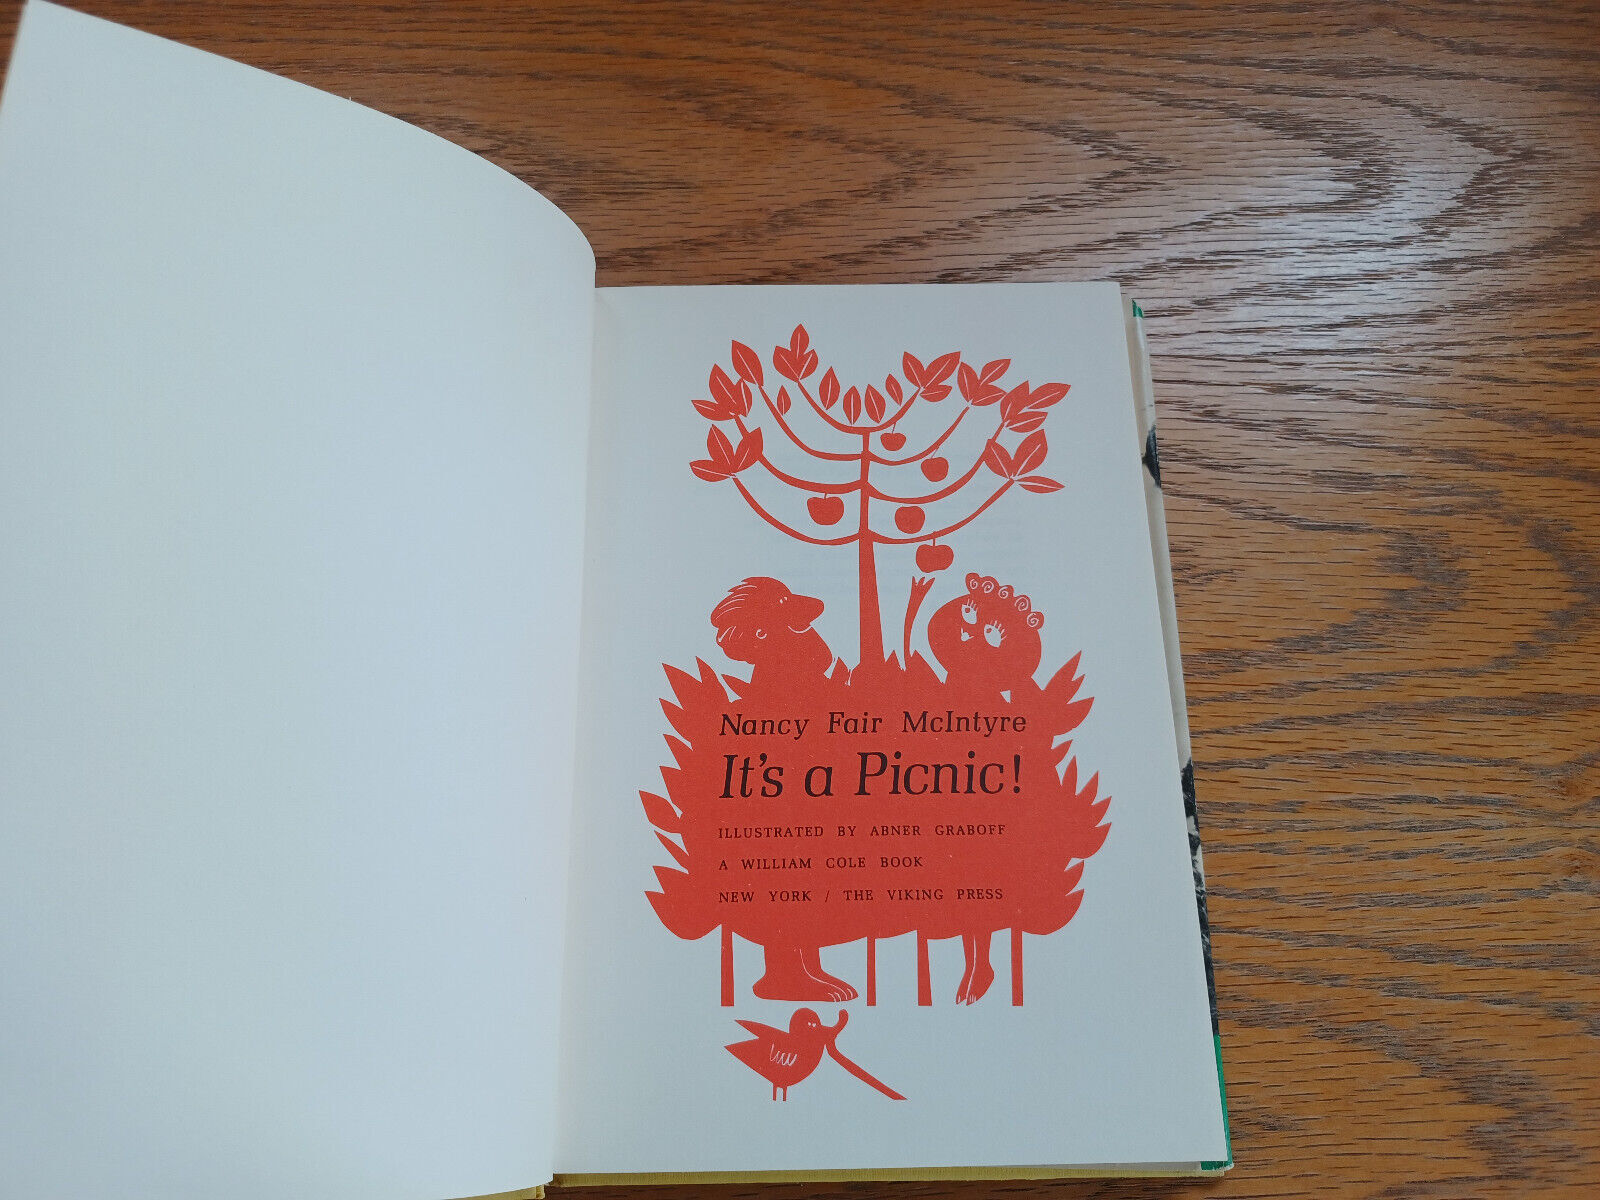 Nancy Fair McIntyre
It's a Picnic!
ILLUSTRATED BY ABNER GRABOFF
A WILLIAM COLE BOOK
NEW YORK / THE VIKING PRESS